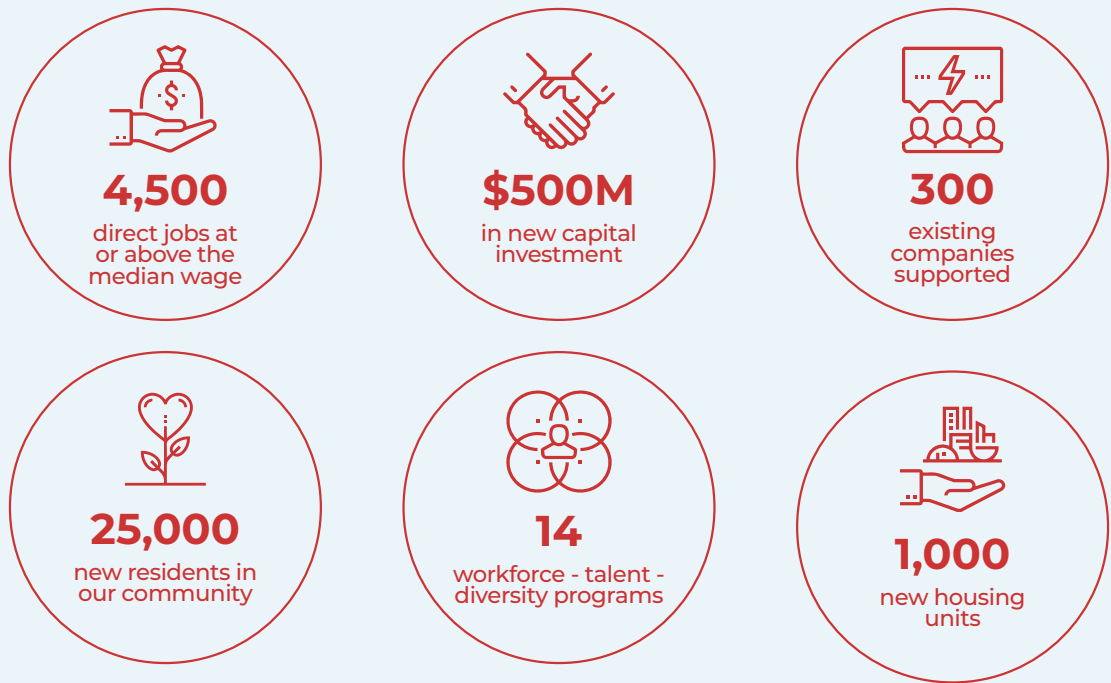 4,500
direct jobs at
or above the
median wage
$500M
in new capital
investment
300
existing
companies
supported
25,000
new residents in
our community
14
workforce - talent -
diversity programs
1,000
new housing
units